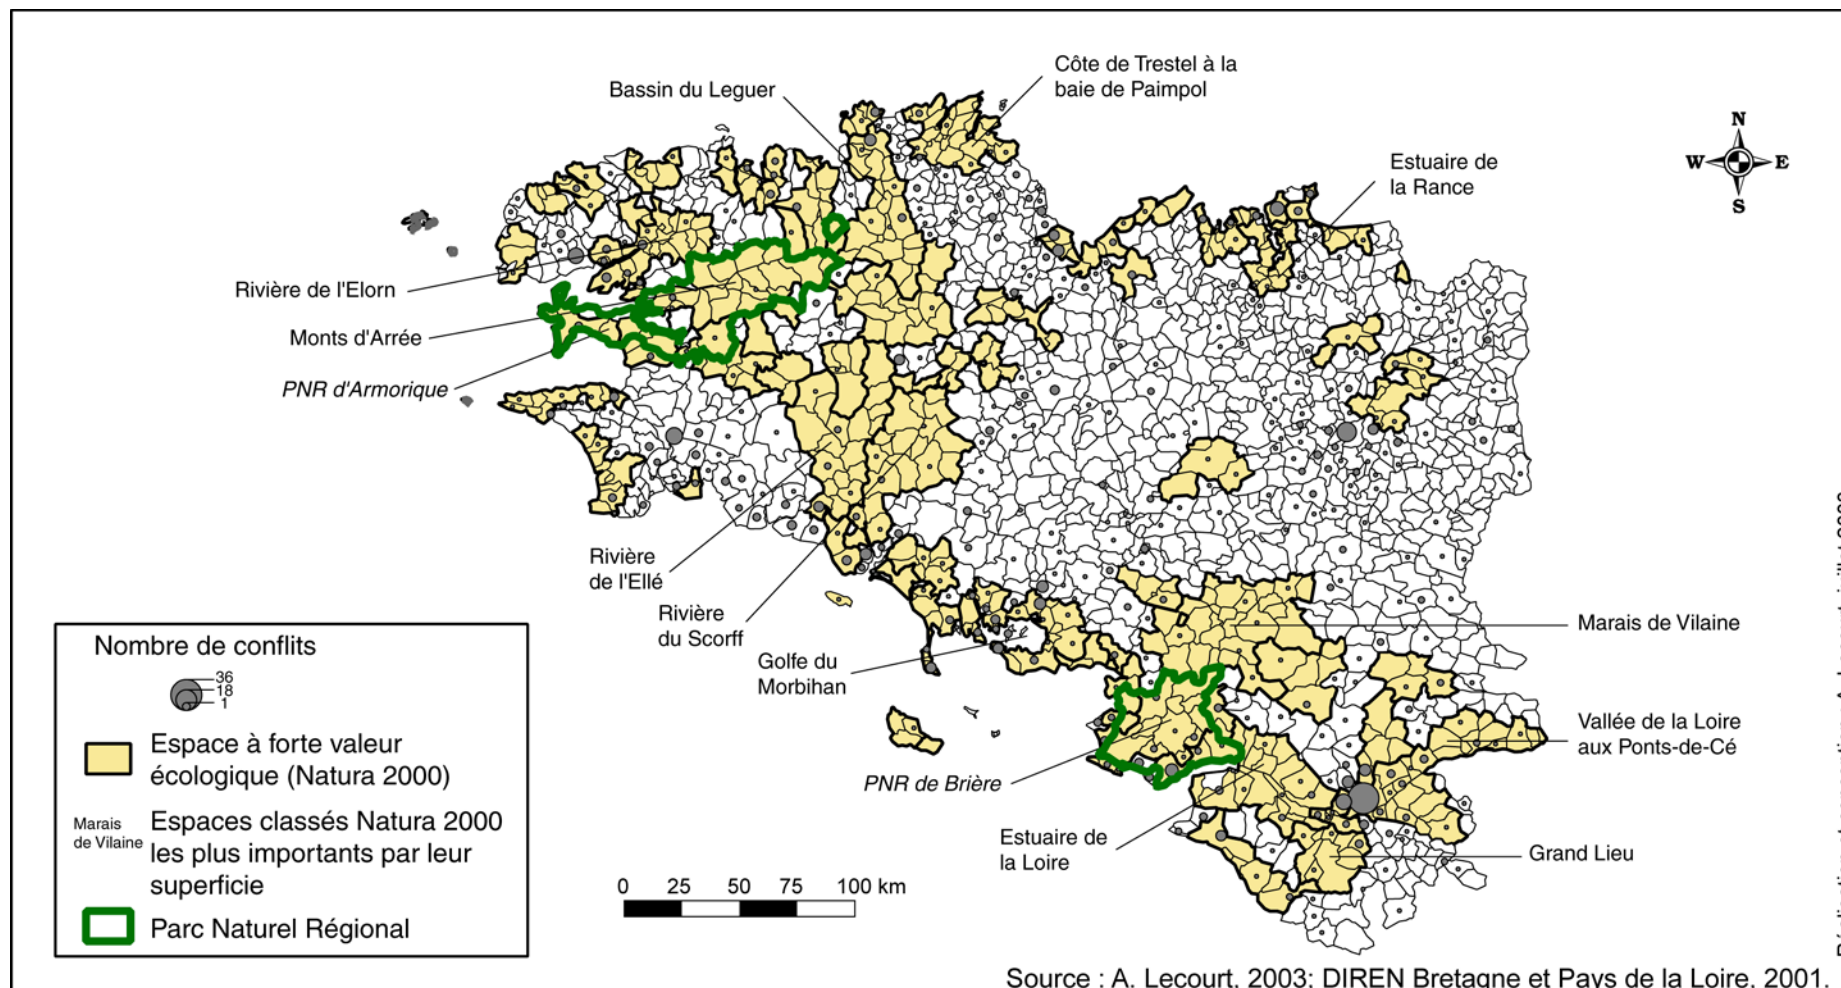 Côte de Trestel à la
baie de Paimpol
Bassin du Leguer
N
W
E
S
Estuaire de
la Rance
Rivière de l'Elorn
Monts d'Arrée
PNR d'Armorique
Rivière
de l'Ellé
Rivière
du Scorff
Golfe du
Morbihan
Marais de Vilaine
Vallée de la Loire
aux Ponts-de-Cé
PNR de Brière
Estuaire de
la Loire
Grand Lieu
Nombre de conflits
36
18
1
Espace à forte valeur
écologique (Natura 2000)
Marais
de Vilaine
Espaces classés Natura 2000
les plus importants par leur
superficie
Parc Naturel Régional
0 25 50 75 100 km
Source : A. Lecourt, 2003; DIREN Bretagne et Pays de la Loire, 2001.